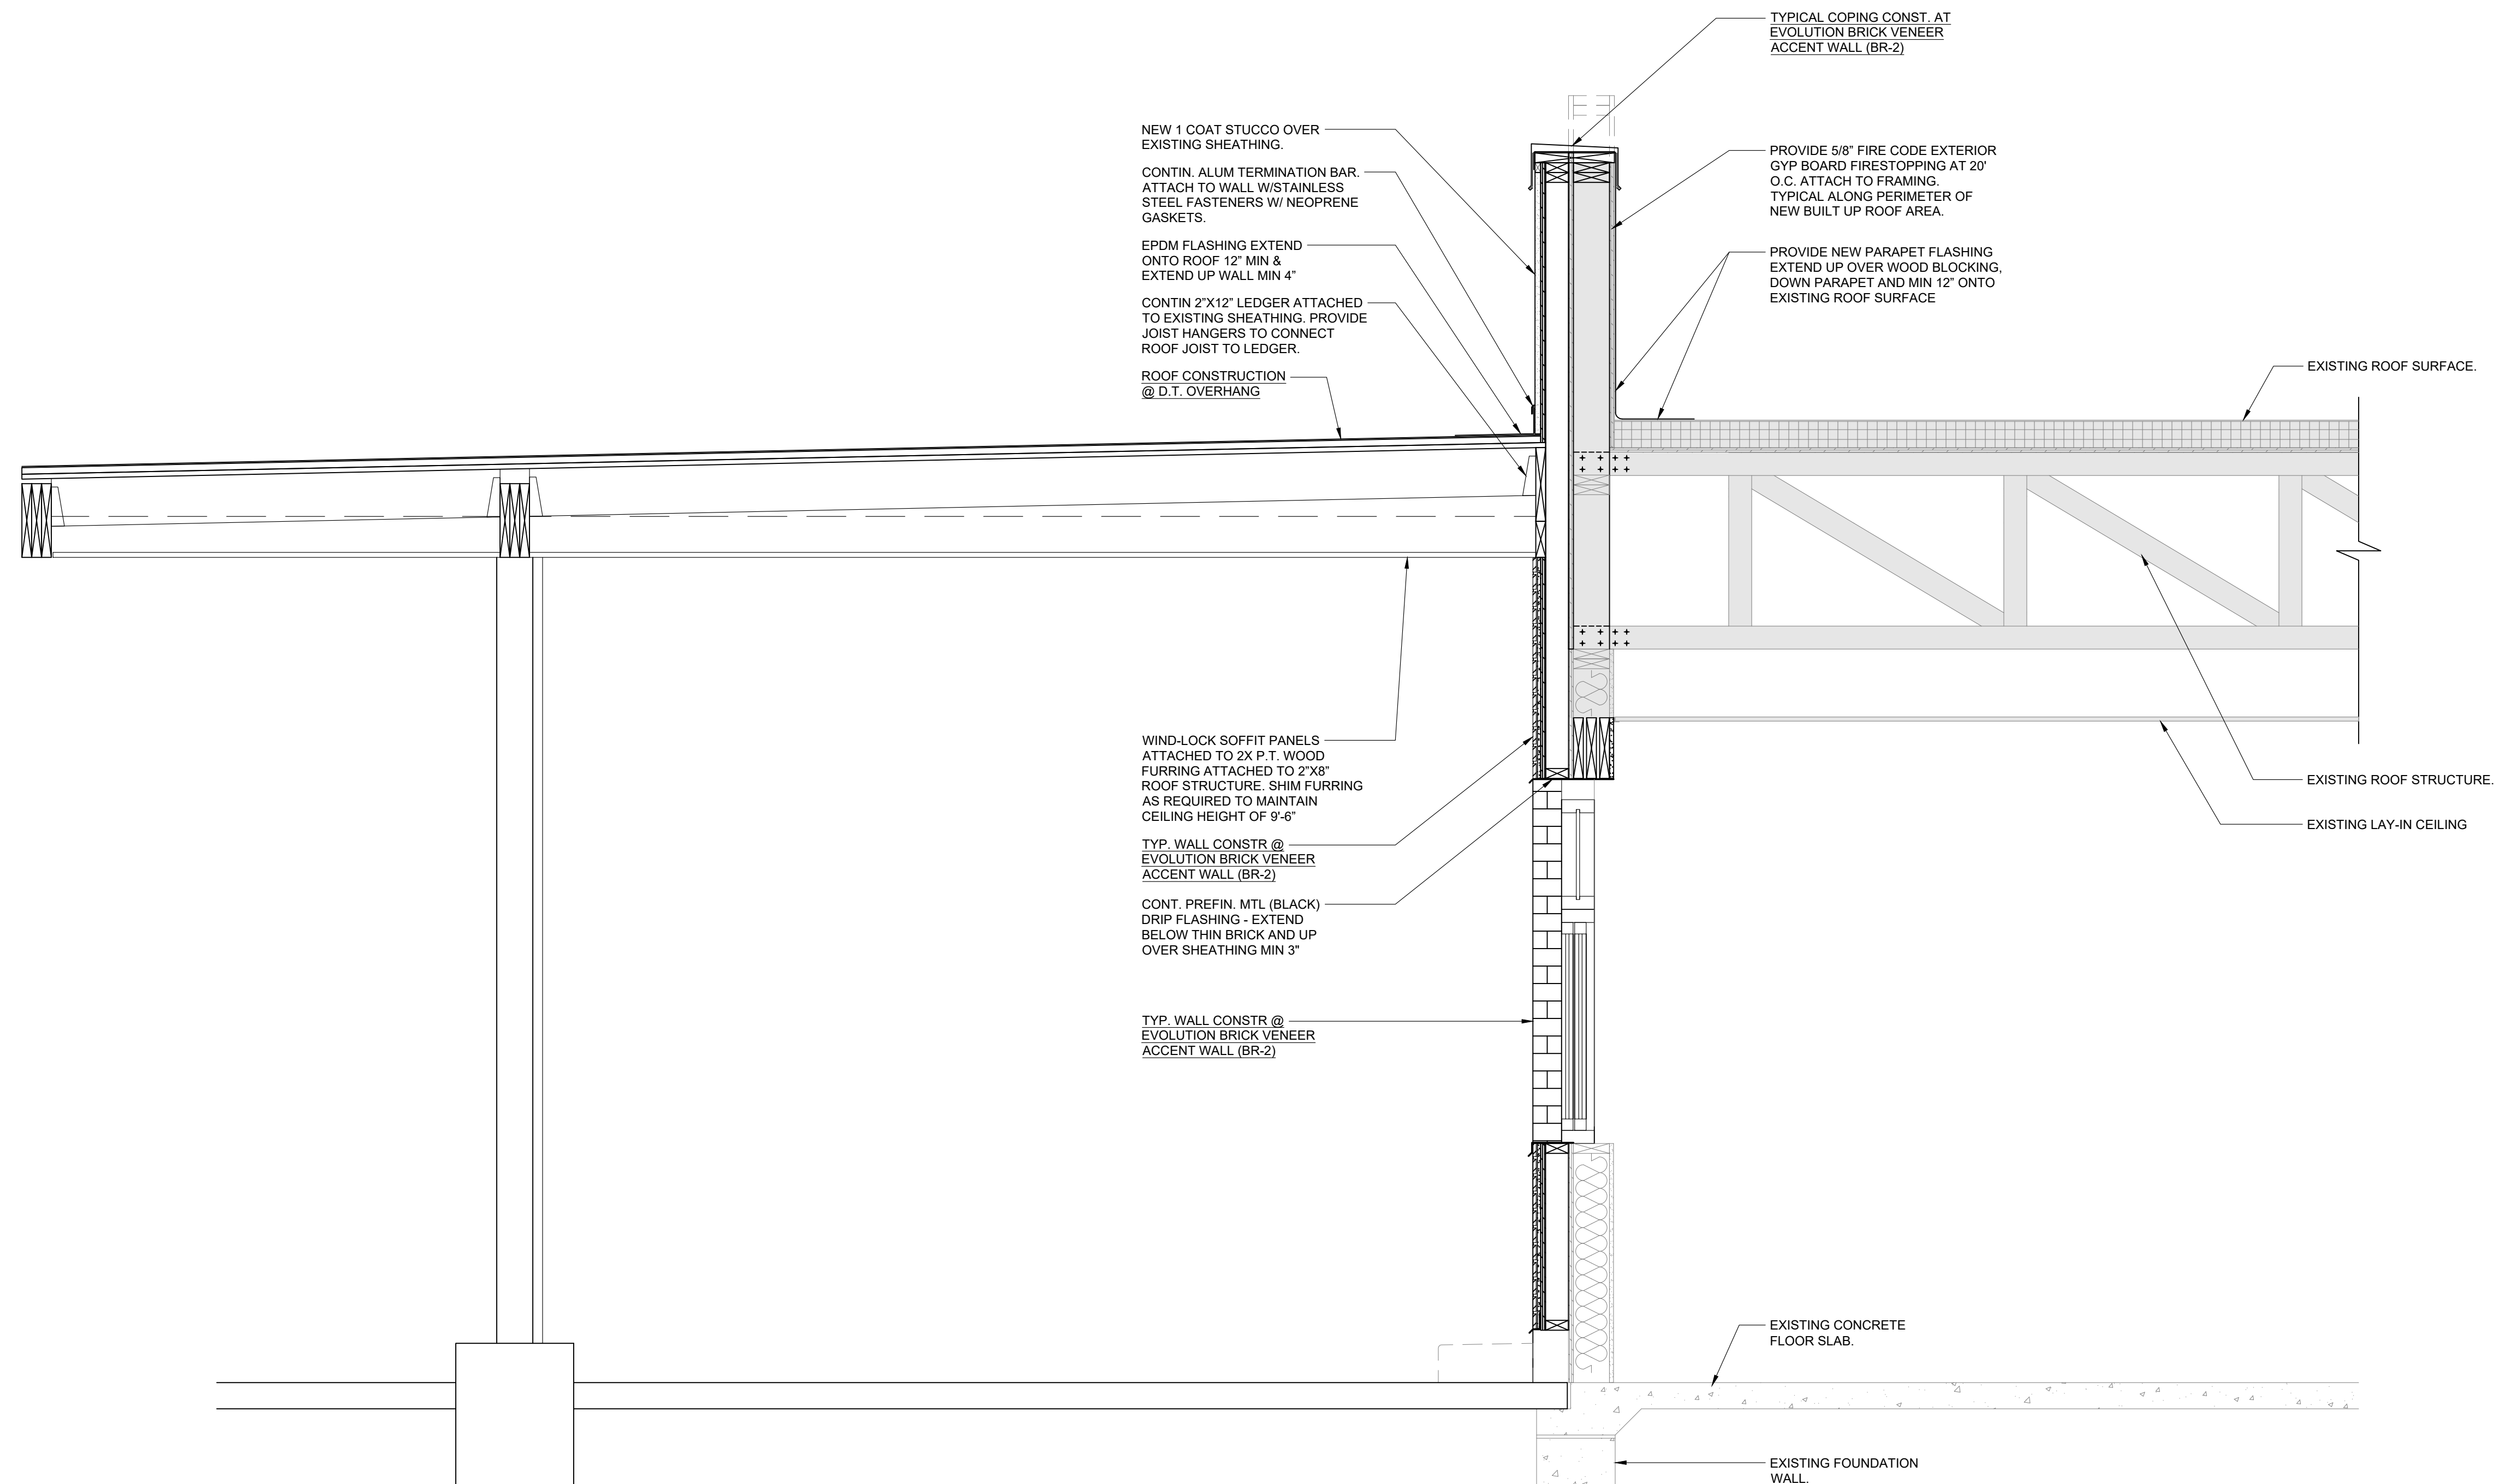 TYPICAL COPING CONST. AT
EVOLUTION BRICK VENEER
ACCENT WALL (BR-2)
NEW 1 COAT STUCCO OVER
EXISTING SHEATHING.
CONTIN. ALUM TERMINATION BAR.
ATTACH TO WALL W/STAINLESS
STEEL FASTENERS W/ NEOPRENE
GASKETS.
EPDM FLASHING EXTEND
ONTO ROOF 12” MIN &
EXTEND UP WALL MIN 4”
CONTIN 2”X12” LEDGER ATTACHED
TO EXISTING SHEATHING. PROVIDE
JOIST HANGERS TO CONNECT
ROOF JOIST TO LEDGER.
ROOF CONSTRUCTION
@ D.T. OVERHANG
PROVIDE 5/8” FIRE CODE EXTERIOR
GYP BOARD FIRESTOPPING AT 20'
O.C. ATTACH TO FRAMING.
TYPICAL ALONG PERIMETER OF
NEW BUILT UP ROOF AREA.
PROVIDE NEW PARAPET FLASHING
EXTEND UP OVER WOOD BLOCKING,
DOWN PARAPET AND MIN 12” ONTO
EXISTING ROOF SURFACE
EXISTING ROOF SURFACE.
WIND-LOCK SOFFIT PANELS
ATTACHED TO 2X P.T. WOOD
FURRING ATTACHED TO 2”X8”
ROOF STRUCTURE. SHIM FURRING
AS REQUIRED TO MAINTAIN
CEILING HEIGHT OF 9'-6”
TYP. WALL CONSTR @
EVOLUTION BRICK VENEER
ACCENT WALL (BR-2)
CONT. PREFIN. MTL (BLACK)
DRIP FLASHING - EXTEND
BELOW THIN BRICK AND UP
OVER SHEATHING MIN 3"
TYP. WALL CONSTR @
EVOLUTION BRICK VENEER
ACCENT WALL (BR-2)
EXISTING ROOF STRUCTURE.
EXISTING LAY-IN CEILING
EXISTING CONCRETE
FLOOR SLAB.
EXISTING FOUNDATION
WALL.